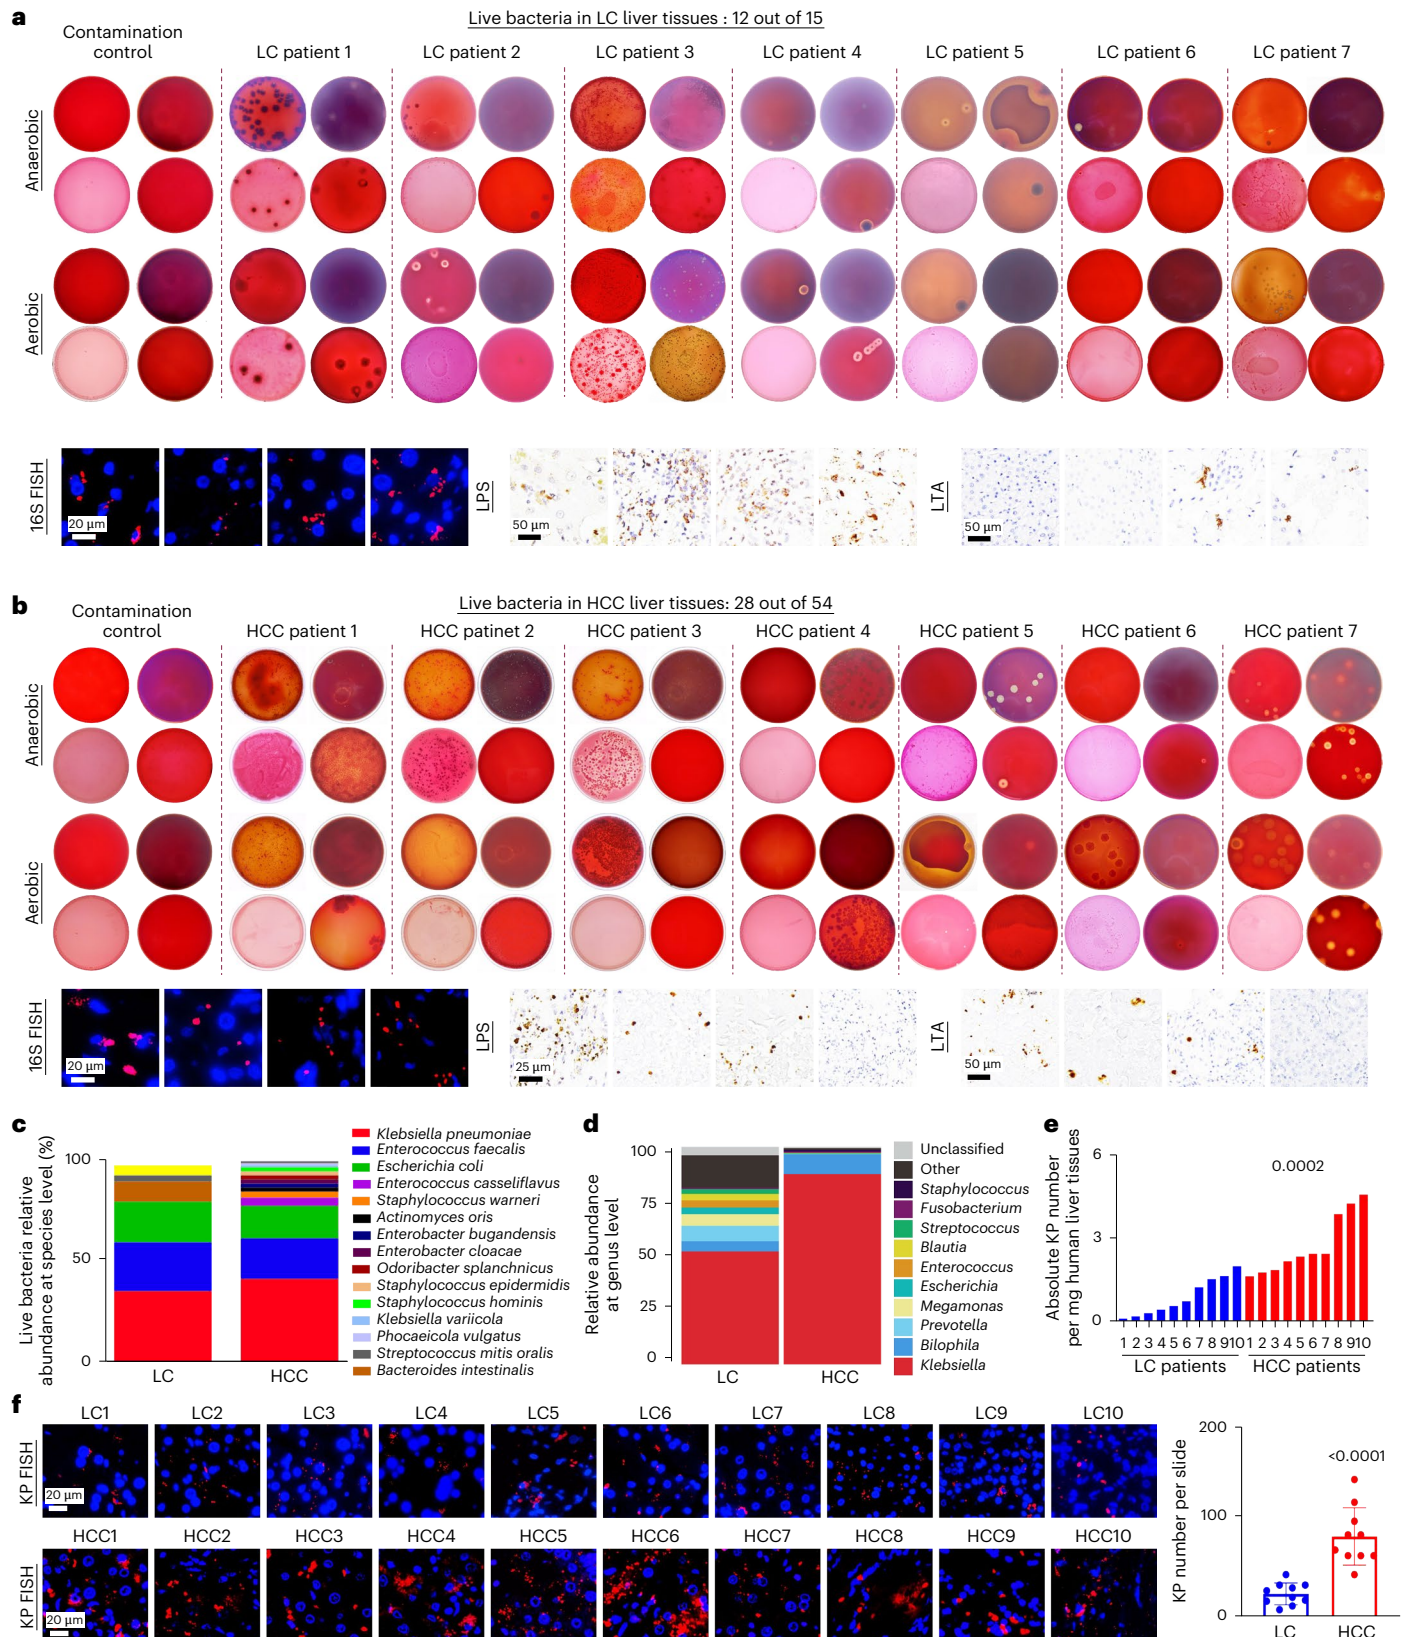 a
Live bacteria in LC liver tissues : 12 out of 15
Contamination
control
LC patient 1
LC patient 2
LC patient 3
LC patient 4
LC patient 5
LC patient 6
LC patient 7
Anaerobic
Aerobic
16S FISH
20 µm
LPS
50 µm
LTA
50 µm
b
Live bacteria in HCC liver tissues: 28 out of 54
Contamination
control
HCC patient 1
HCC patinet 2
HCC patient 3
HCC patient 4
HCC patient 5
HCC patient 6
HCC patient 7
Anaerobic
Aerobic
16S FISH
20 µm
LPS
25 µm
LTA
50 µm
c
Live bacteria relative
abundance at species level (%)
100
50
0
LC
HCC
Klebsiella pneumoniae
Enterococcus faecalis
Escherichia coli
Enterococcus casseliflavus
Staphylococcus warneri
Actinomyces oris
Enterobacter bugandensis
Enterobacter cloacae
Odoribacter splanchnicus
Staphylococcus epidermidis
Staphylococcus hominis
Klebsiella variicola
Phocaeicola vulgatus
Streptococcus mitis oralis
Bacteroides intestinalis
d
Relative abundance
at genus level
100
75
50
25
0
LC
HCC
Unclassified
Other
Staphylococcus
Fusobacterium
Streptococcus
Blautia
Enterococcus
Escherichia
Megamonas
Prevotella
Bilophila
Klebsiella
e
Absolute KP number
per mg human liver tissues
6
3
0
0.0002
1 2 3 4 5 6 7 8 9 10 1 2 3 4 5 6 7 8 9 10
LC patients
HCC patients
f
LC1
LC2
LC3
LC4
LC5
LC6
LC7
LC8
LC9
LC10
KP FISH
20 µm
HCC1
HCC2
HCC3
HCC4
HCC5
HCC6
HCC7
HCC8
HCC9
HCC10
KP FISH
20 µm
KP number per slide
200
100
0
<0.0001
LC
HCC